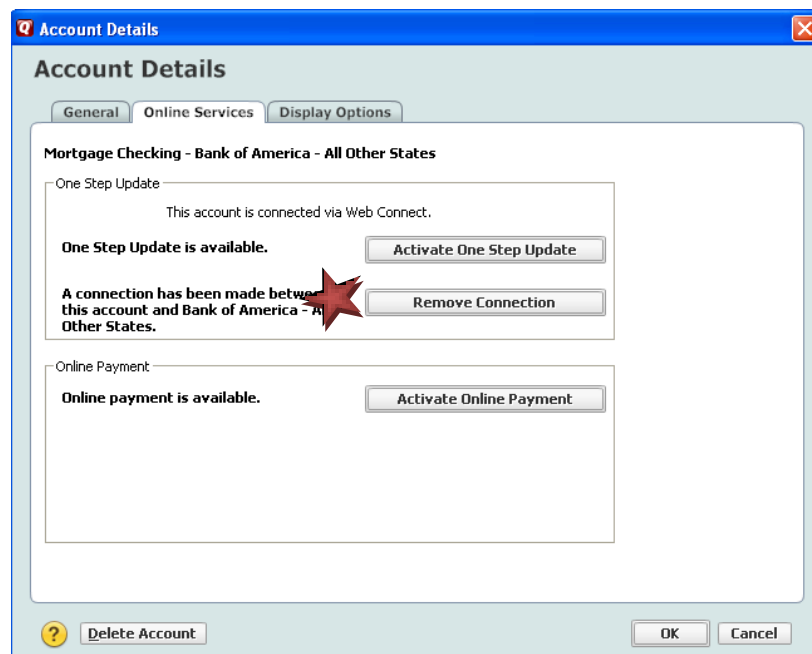 Account Details
Account Details
General Online Services Display Options
Mortgage Checking - Bank of America - All Other States
One Step Update
This account is connected via Web Connect.
One Step Update is available. Activate One Step Update
A connection has been made
this account and Bank of America - Remove Connection
Other States.
Online Payment
Online payment is available. Activate Online Payment
? Delete Account OK Cancel